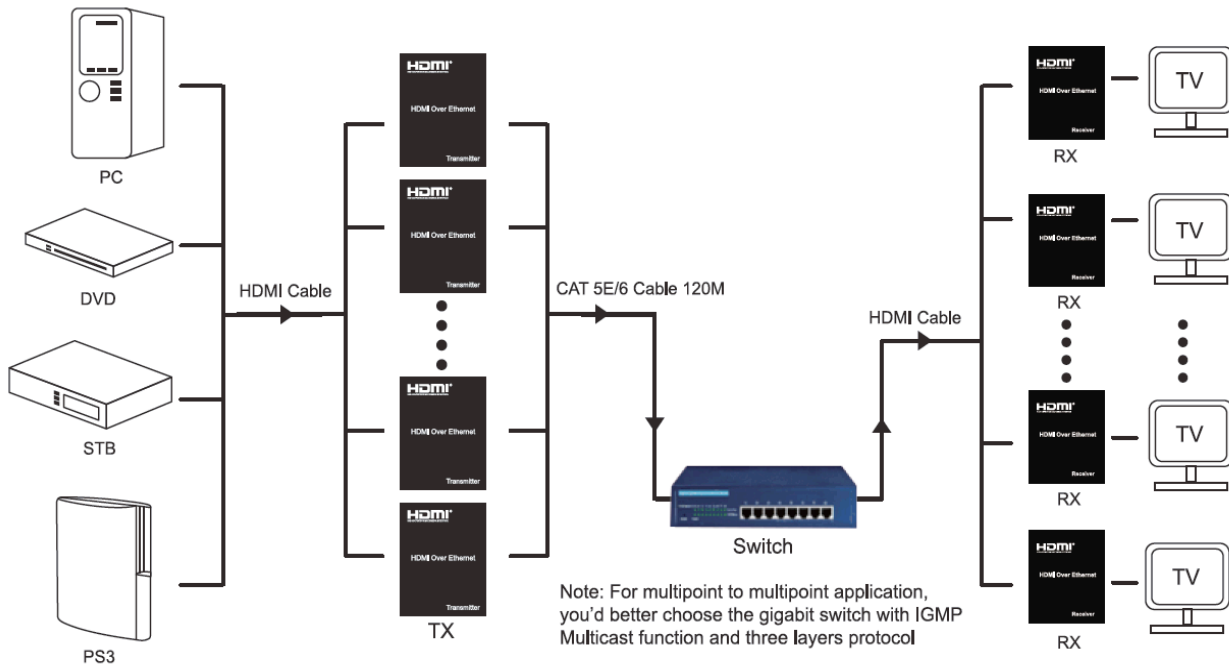 PC
DVD
STB
PS3
HDMI Cable
HDMI
HDMI Over Ethernet
Transmitter
HDMI
HDMI Over Ethernet
Transmitter
HDMI
HDMI Over Ethernet
Transmitter
HDMI
HDMI Over Ethernet
Transmitter
TX
CAT 5E/6 Cable 120M
Switch
Note: For multipoint to multipoint application,
you'd better choose the gigabit switch with IGMP
Multicast function and three layers protocol
HDMI Cable
HDMI
HDMI Over Ethernet
Receiver
RX
TV
HDMI
HDMI Over Ethernet
Receiver
RX
TV
HDMI
HDMI Over Ethernet
Receiver
RX
TV
HDMI
HDMI Over Ethernet
Receiver
RX
TV